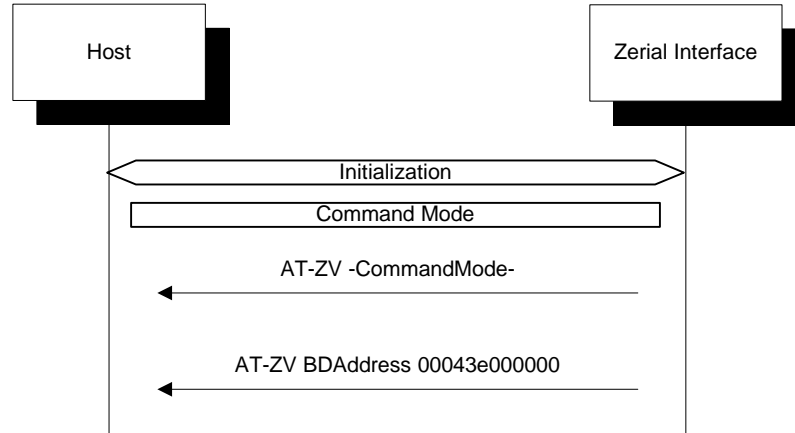 Host
Zerial Interface
Initialization
Command Mode
AT-ZV -CommandMode-
AT-ZV BDAddress 00043e000000